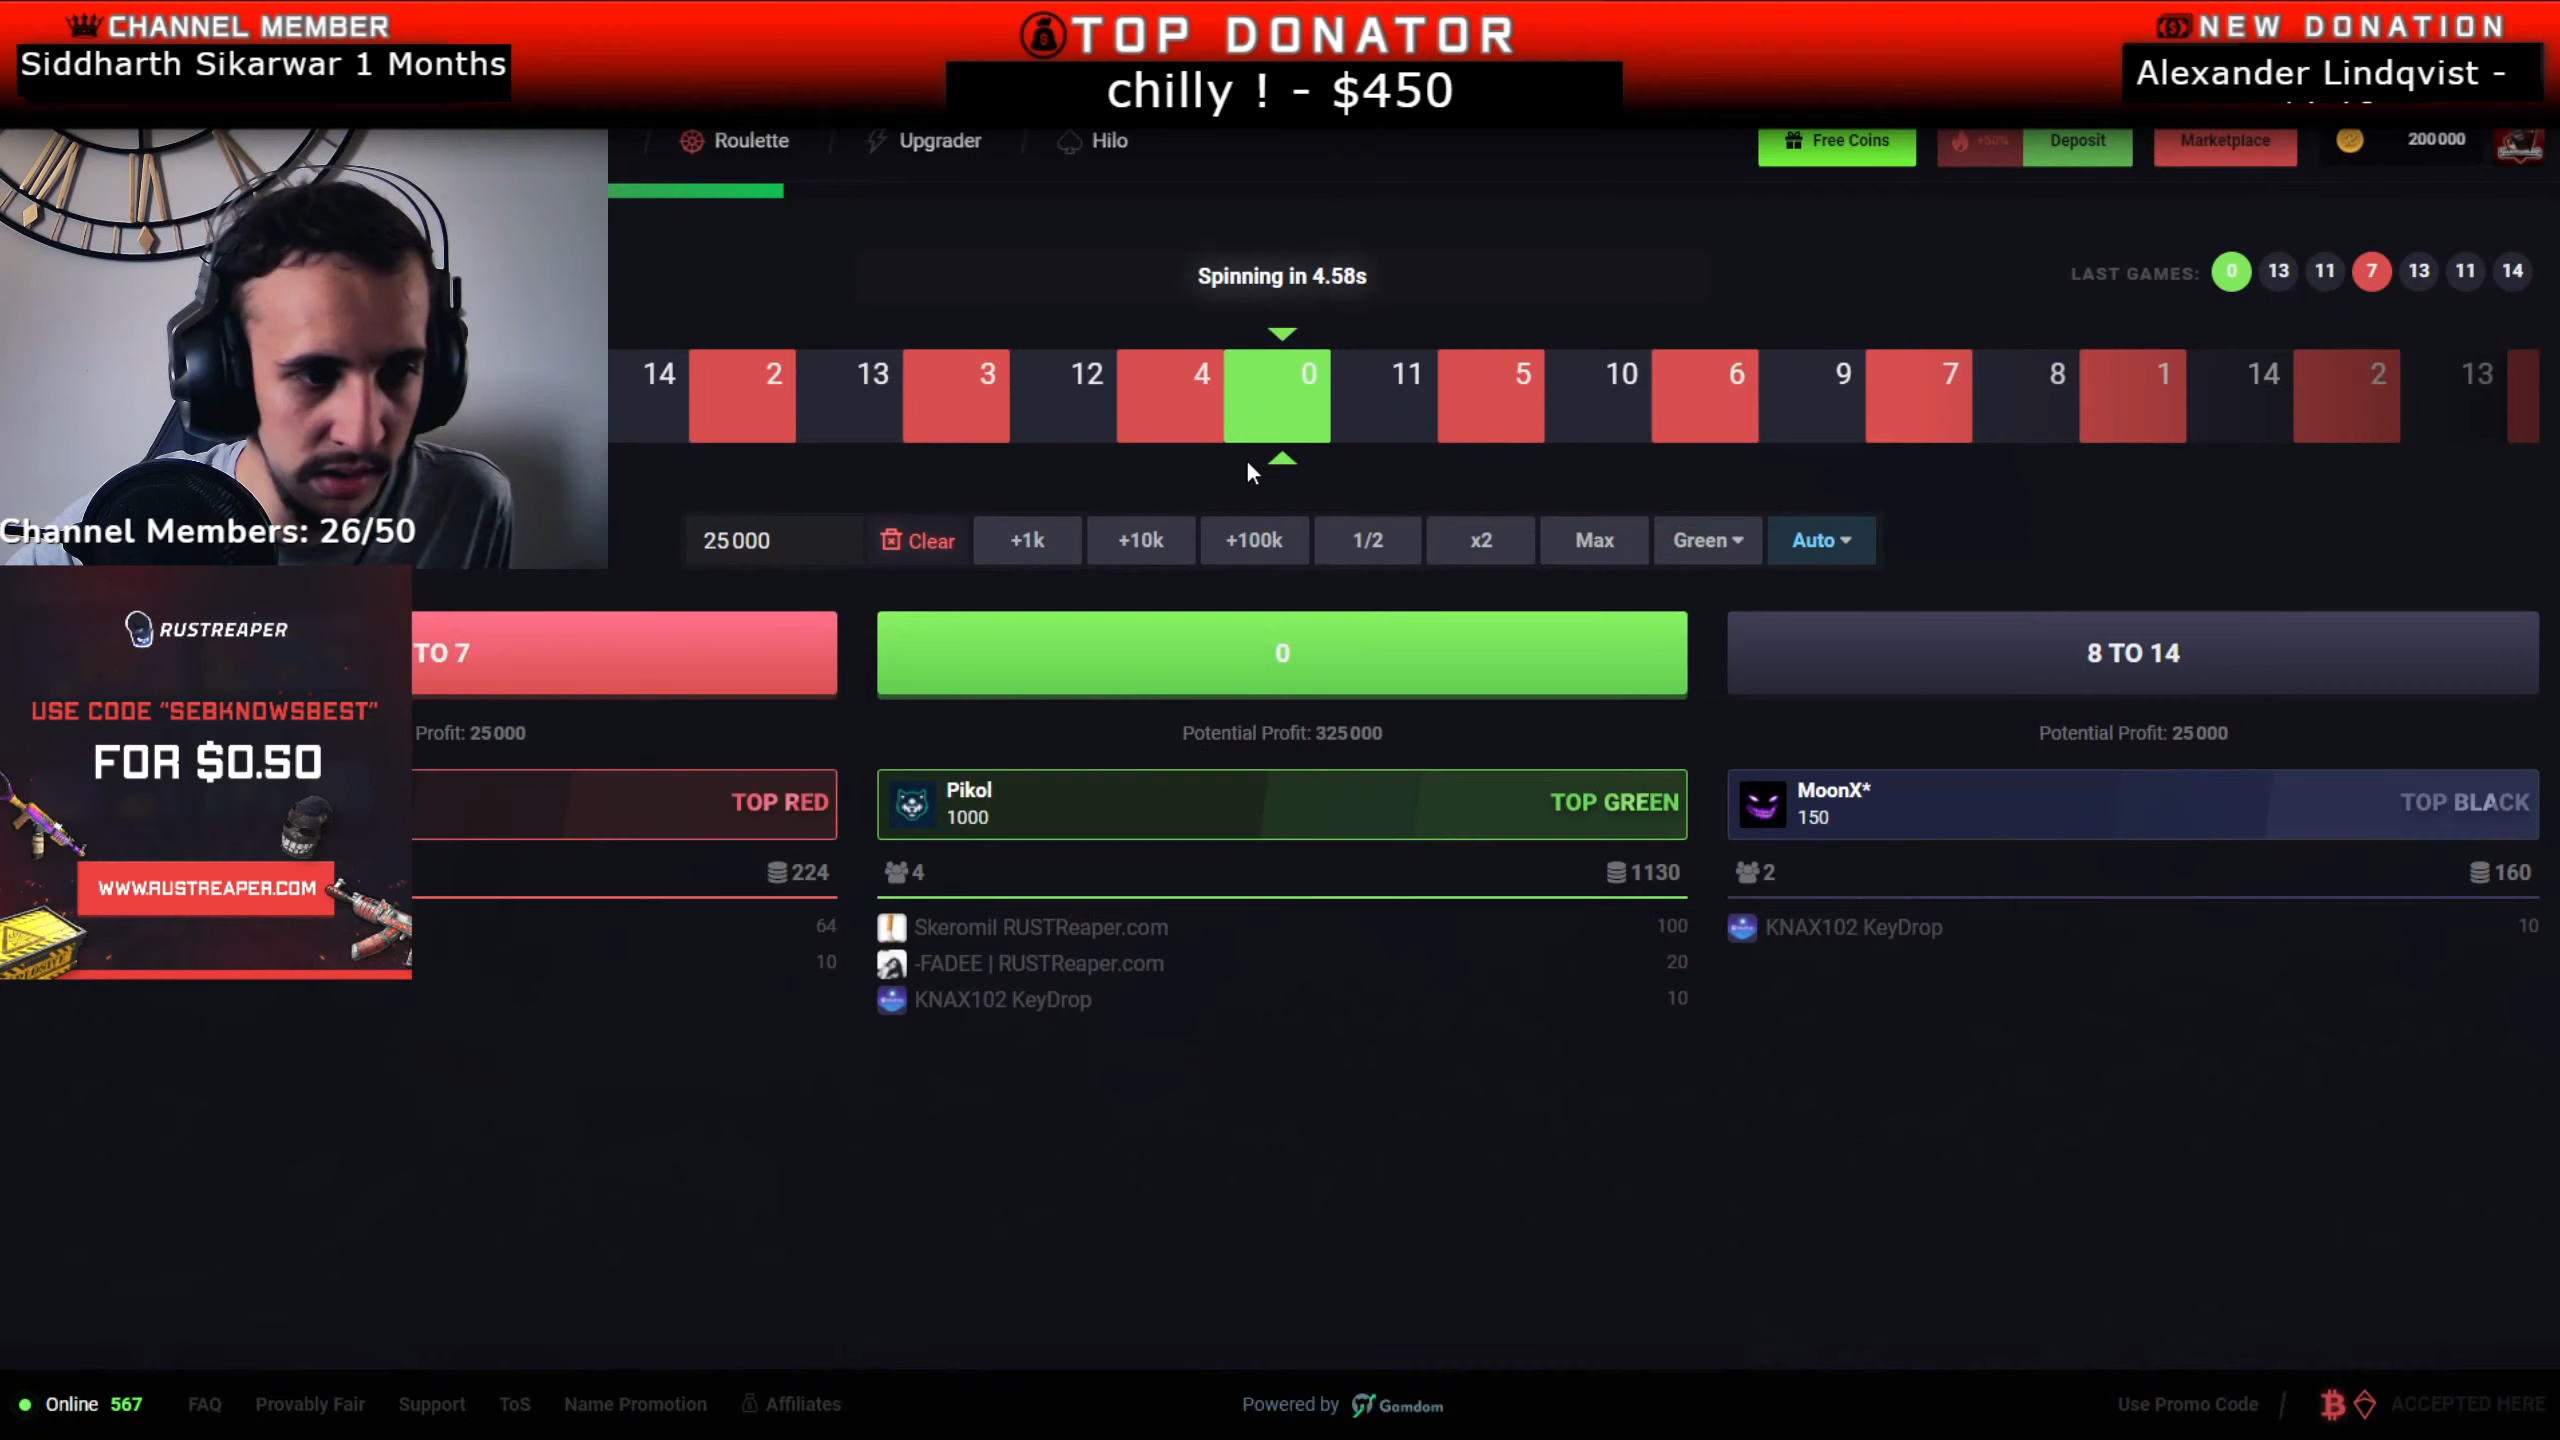 CHANNEL MEMBER
Siddharth Sikarwar 1 Months
TOP DONATOR
chilly ! - $450
NEW DONATION
Alexander Lindqvist -
Roulette
Upgrader
Hilo
Free Coins
+50%
Deposit
Marketplace
200000
Spinning in 4.58s
LAST GAMES: 0 13 11 7 13 11 14
14 2 13 3 12 4 0 11 5 10 6 9 7 8 1 14 2 13
Channel Members: 26/50
25000 Clear +1k +10k +100k 1/2 x2 Max Green Auto
RUSTREAPER
USE CODE "SEBKNOWSBEST"
FOR $0.50
WWW.RUSTREAPER.COM
TO 7
Profit: 25000
TOP RED
224
64
10
0
Potential Profit: 325000
Pikol
1000
TOP GREEN
4 1130
Skeromil RUSTReaper.com 100
-FADEE | RUSTReaper.com 20
KNAX102 KeyDrop 10
8 TO 14
Potential Profit: 25000
MoonX*
150
TOP BLACK
2 160
KNAX102 KeyDrop 10
Online 567 FAQ Provably Fair Support ToS Name Promotion Affiliates
Powered by Gamdom
Use Promo Code / ACCEPTED HERE